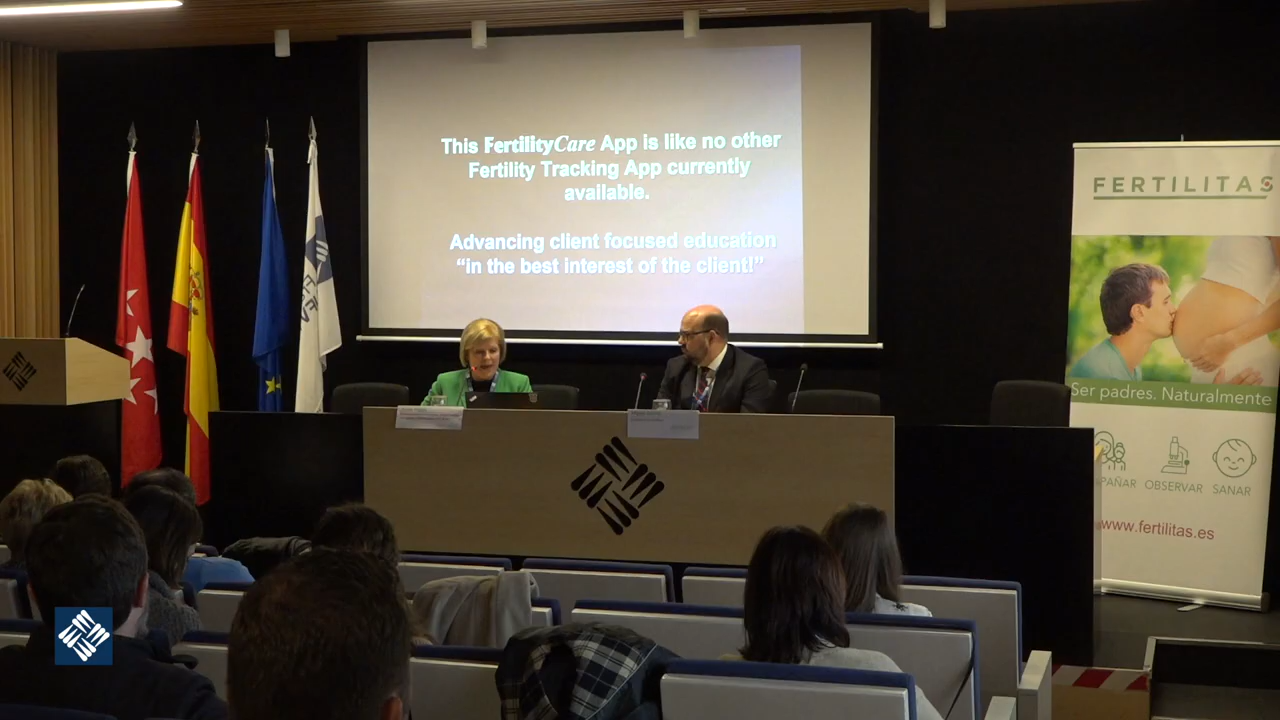 This FertilityCare App is like no other
Fertility Tracking App currently
available.
Advancing client focused education
“in the best interest of the client!”
FERTILITAS
Ser padres. Naturalmente
OBSERVAR SANAR
www.fertilitas.es